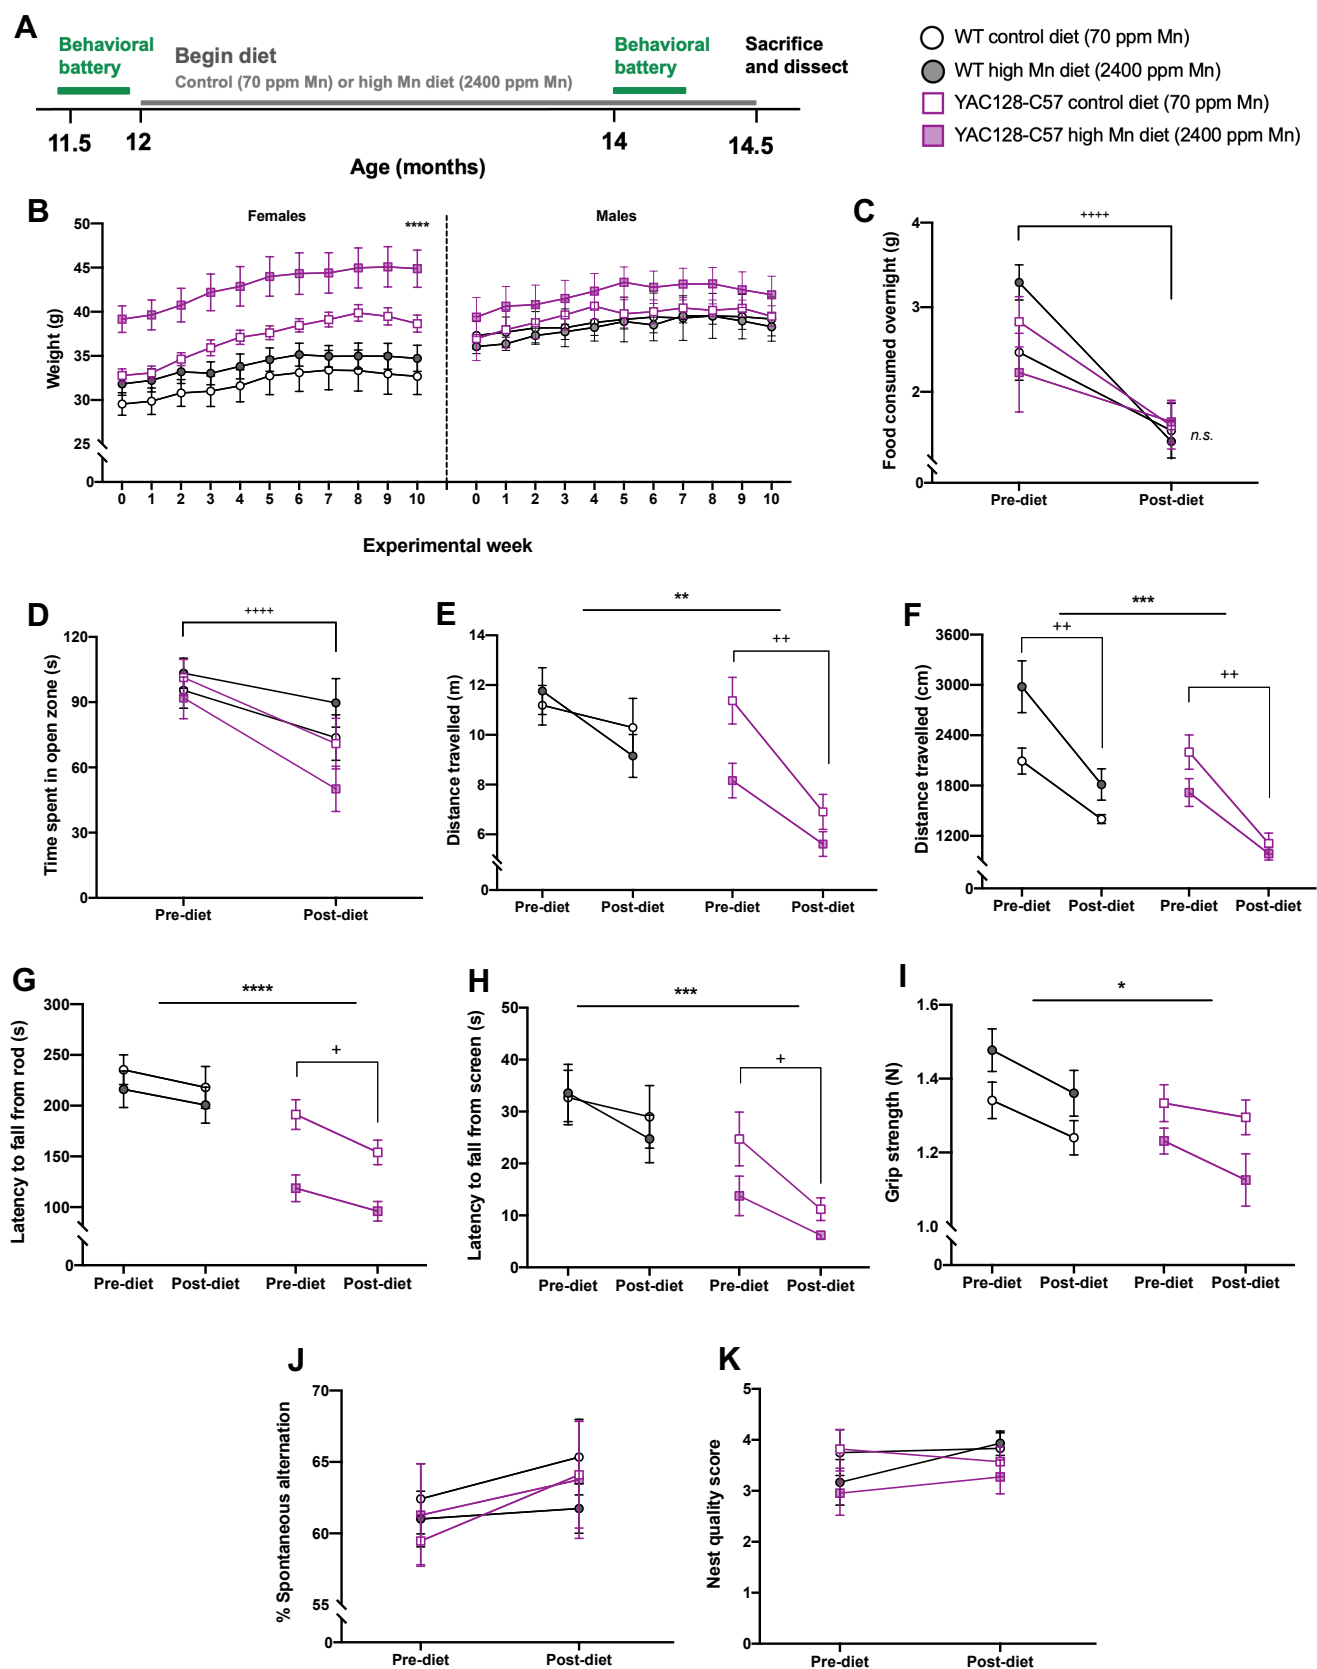 A
Behavioral
battery
Begin diet
Control (70 ppm Mn) or high Mn diet (2400 ppm Mn)
Behavioral
battery
Sacrifice
and dissect
11.5 12 14 14.5
Age (months)
WT control diet (70 ppm Mn)
WT high Mn diet (2400 ppm Mn)
YAC128-C57 control diet (70 ppm Mn)
YAC128-C57 high Mn diet (2400 ppm Mn)
B
Females Males
****
Weight (g)
50
45
40
35
30
25
0
0 1 2 3 4 5 6 7 8 9 10 0 1 2 3 4 5 6 7 8 9 10
Experimental week
C
++++
Food consumed overnight (g)
4
3
2
0
n.s.
Pre-diet Post-diet
D
++++
Time spent in open zone (s)
120
90
60
30
0
Pre-diet Post-diet
E
**
++
Distance travelled (m)
14
12
10
8
6
0
Pre-diet Post-diet Pre-diet Post-diet
F
***
++
++
Distance travelled (cm)
3600
3000
2400
1800
1200
0
Pre-diet Post-diet Pre-diet Post-diet
G
****
+
Latency to fall from rod (s)
300
250
200
150
100
0
Pre-diet Post-diet Pre-diet Post-diet
H
***
+
Latency to fall from screen (s)
50
40
30
20
10
0
Pre-diet Post-diet Pre-diet Post-diet
I
*
Grip strength (N)
1.6
1.4
1.2
1.0
0
Pre-diet Post-diet Pre-diet Post-diet
J
% Spontaneous alternation
70
65
60
55
0
Pre-diet Post-diet
K
Nest quality score
5
4
3
2
1
0
Pre-diet Post-diet